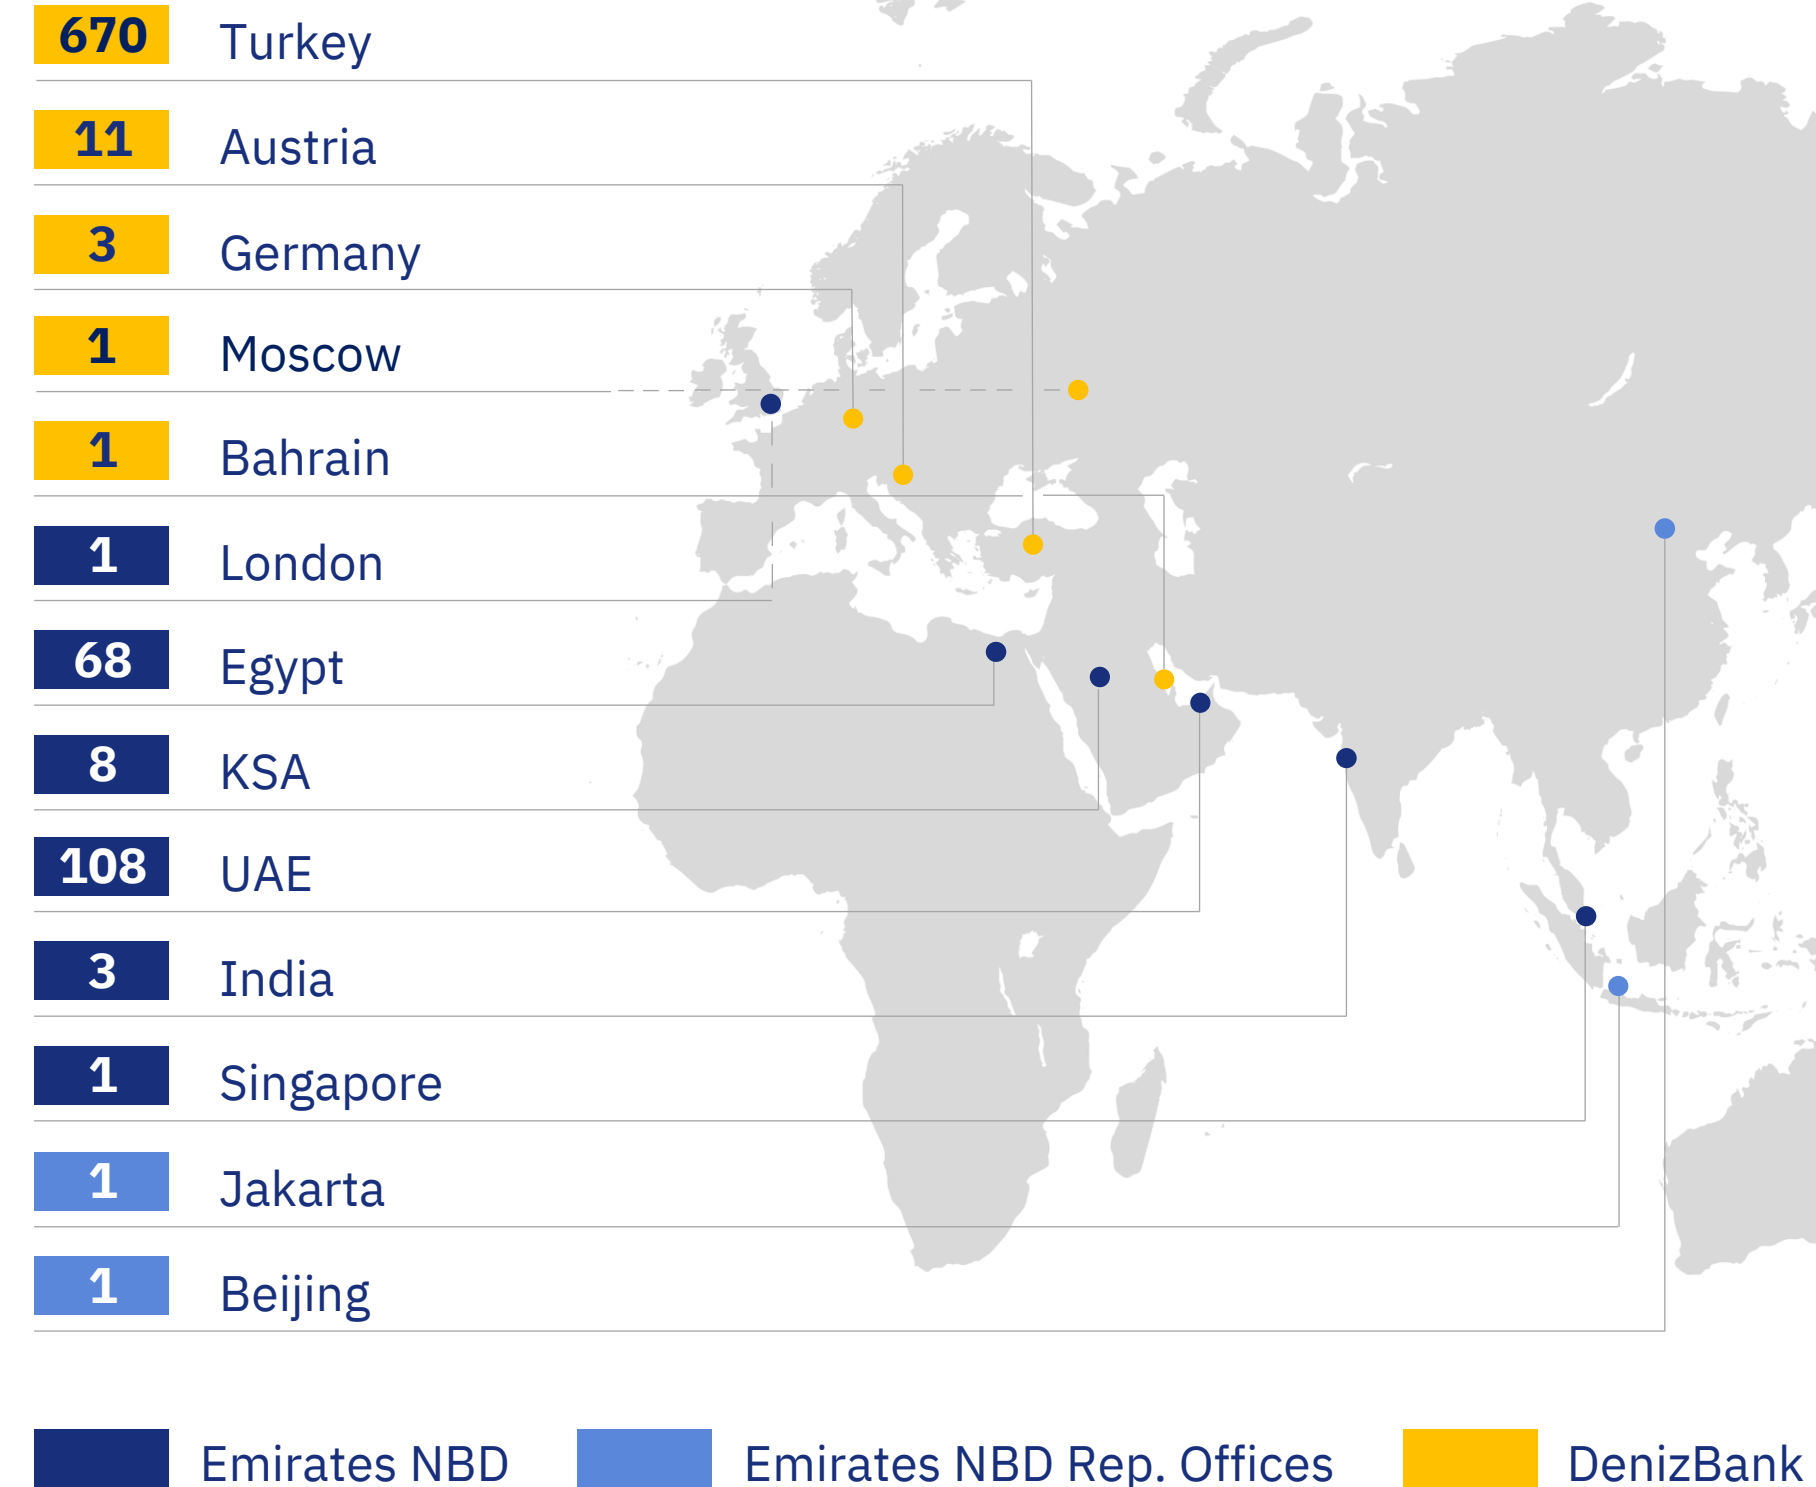 670 Turkey
11 Austria
3 Germany
1 Moscow
1 Bahrain
1 London
68 Egypt
8 KSA
108 UAE
3 India
1 Singapore
1 Jakarta
1 Beijing
Emirates NBD Emirates NBD Rep. Offices DenizBank